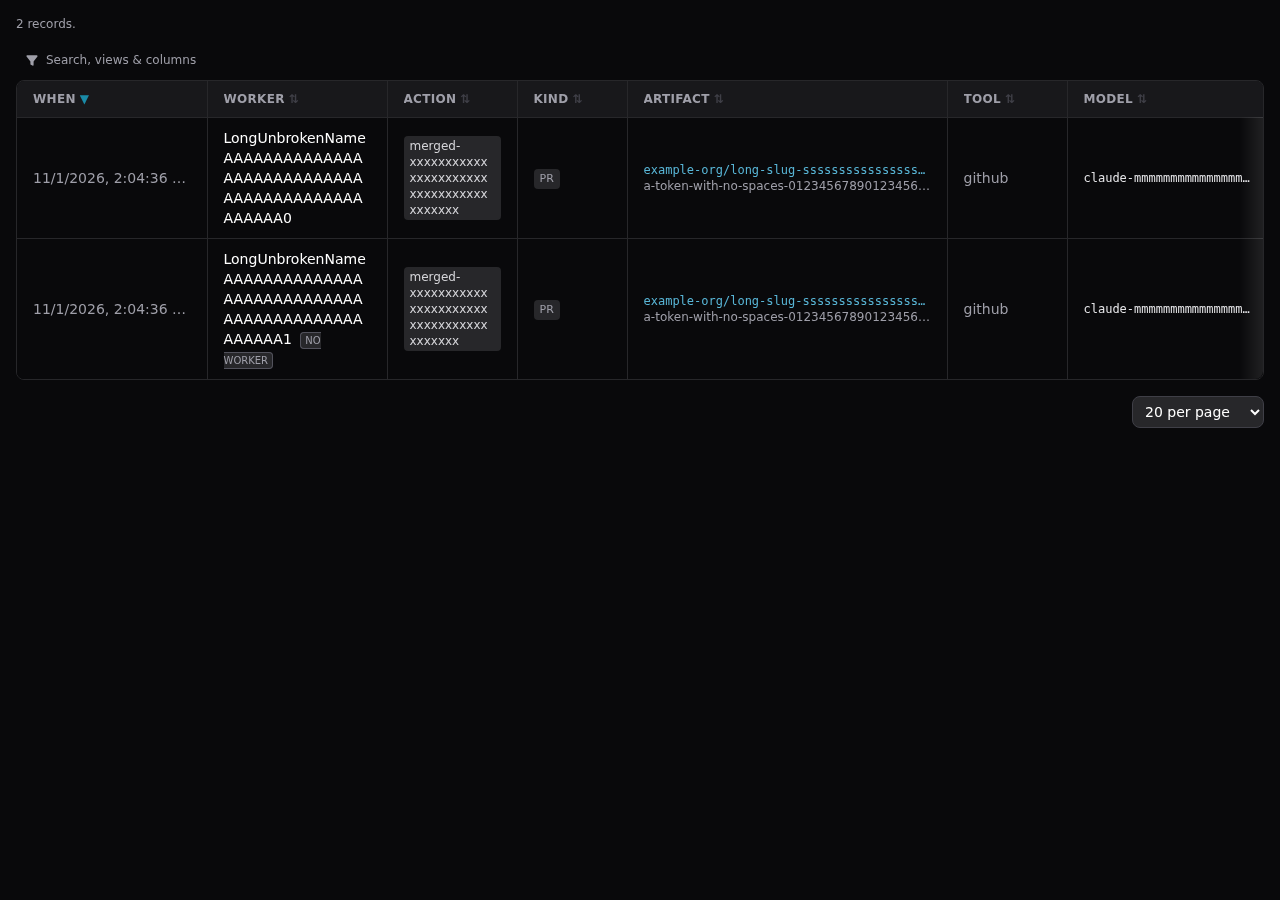 2 records.
Search, views & columns
WHEN ▼ WORKER ⇅ ACTION ⇅ KIND ⇅ ARTIFACT ⇅ TOOL ⇅ MODEL ⇅
11/1/2026, 2:04:36 …
LongUnbrokenName
AAAAAAAAAAAAAA
AAAAAAAAAAAAAA
AAAAAAAAAAAAAA
AAAAAA0
merged-
xxxxxxxxxxx
xxxxxxxxxxx
xxxxxxxxxxx
xxxxxxx
PR
example-org/long-slug-ssssssssssssssss…
a-token-with-no-spaces-01234567890123456…
github
claude-mmmmmmmmmmmmmmm…
11/1/2026, 2:04:36 …
LongUnbrokenName
AAAAAAAAAAAAAA
AAAAAAAAAAAAAA
AAAAAAAAAAAAAA
AAAAAA1 NO
WORKER
merged-
xxxxxxxxxxx
xxxxxxxxxxx
xxxxxxxxxxx
xxxxxxx
PR
example-org/long-slug-ssssssssssssssss…
a-token-with-no-spaces-01234567890123456…
github
claude-mmmmmmmmmmmmmmm…
20 per page